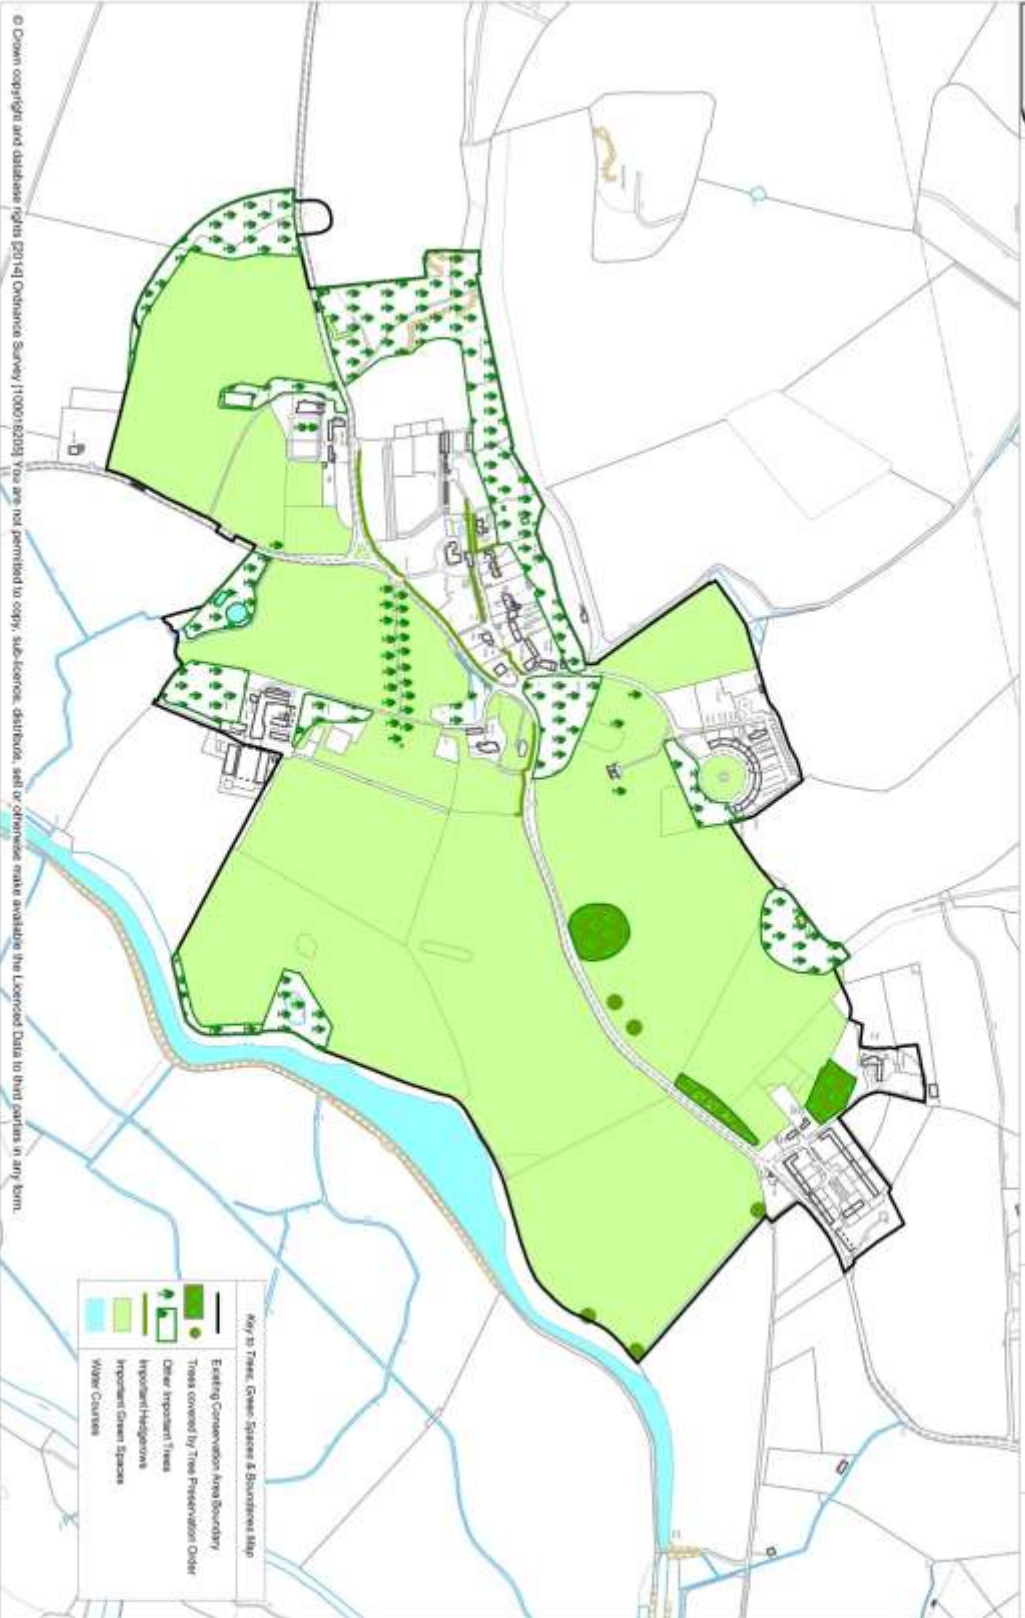 © Crown copyright and database rights [2014] Ordnance Survey [100018205] You are not permitted to copy, sub-licence, distribute, sell or otherwise make available the Licenced Data to third parties in any form.
Key to Trees, Green Spaces & Boundaries Map
Existing Conservation Area Boundary
Trees covered by Tree Preservation Order
Other Important Trees
Important Hedgerows
Important Green Spaces
Water Courses